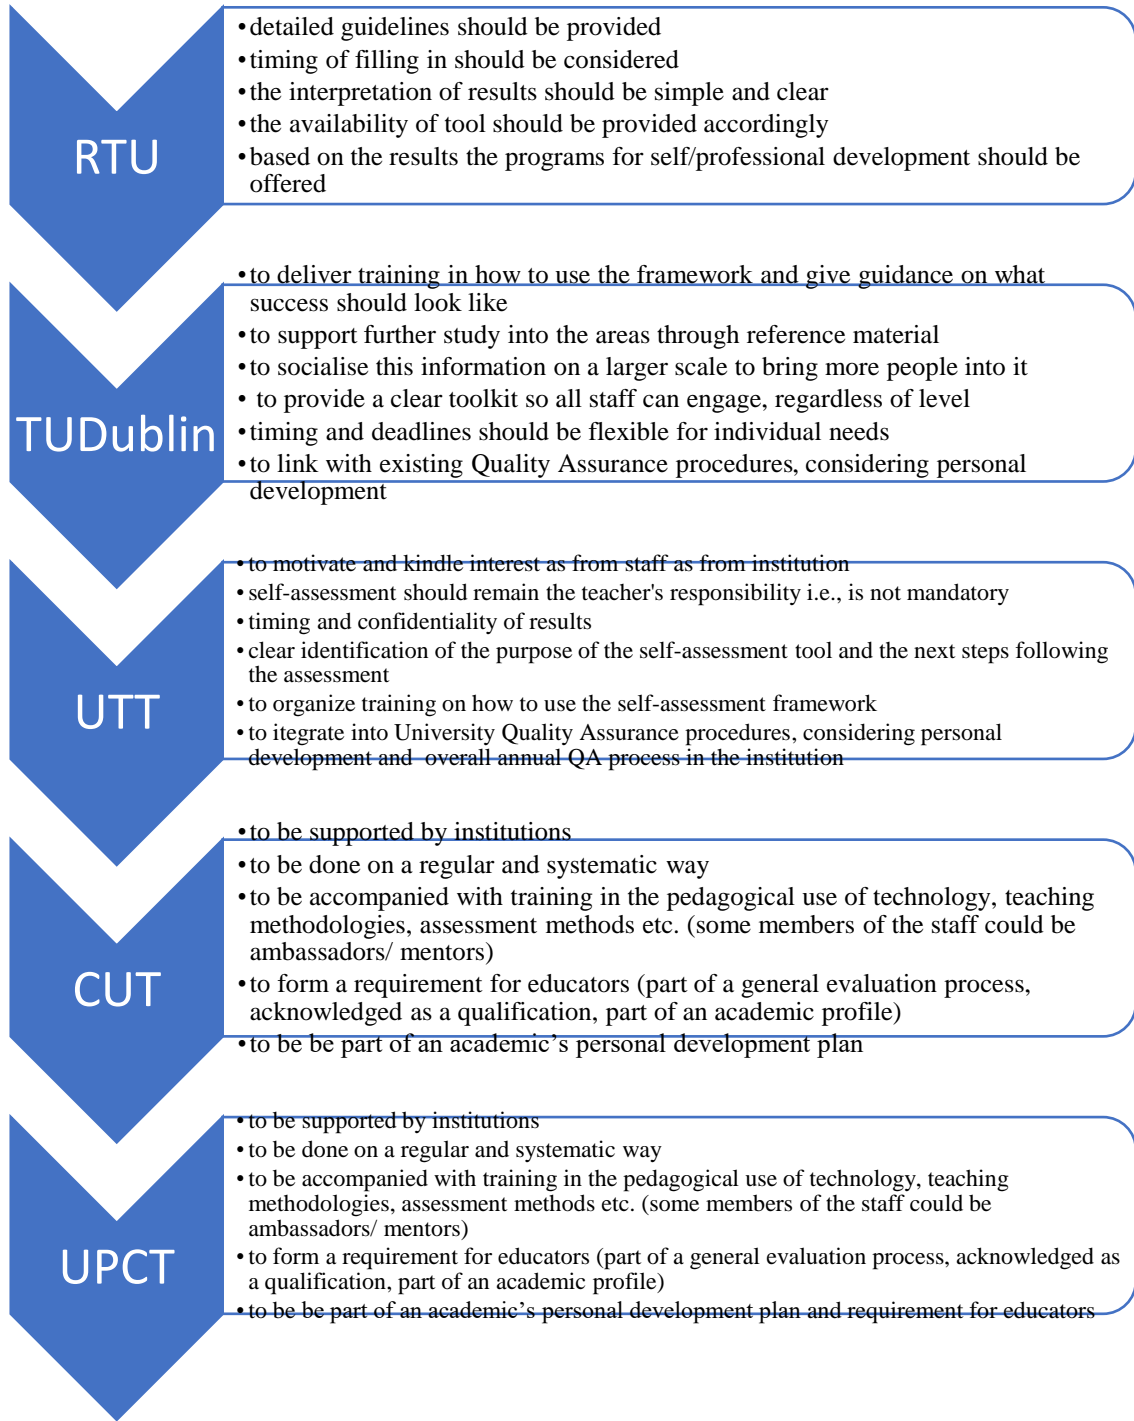 RTU
•detailed guidelines should be provided
•timing of filling in should be considered
•the interpretation of results should be simple and clear
•the availability of tool should be provided accordingly
•based on the results the programs for self/professional development should be
offered
TUDublin
•to deliver training in how to use the framework and give guidance on what
success should look like
•to support further study into the areas through reference material
•to socialise this information on a larger scale to bring more people into it
• to provide a clear toolkit so all staff can engage, regardless of level
•timing and deadlines should be flexible for individual needs
•to link with existing Quality Assurance procedures, considering personal
development
UTT
•to motivate and kindle interest as from staff as from institution
•self-assessment should remain the teacher's responsibility i.e., is not mandatory
•timing and confidentiality of results
•clear identification of the purpose of the self-assessment tool and the next steps following
the assessment
•to organize training on how to use the self-assessment framework
•to itegrate into University Quality Assurance procedures, considering personal
development and overall annual QA process in the institution
CUT
•to be supported by institutions
•to be done on a regular and systematic way
•to be accompanied with training in the pedagogical use of technology, teaching
methodologies, assessment methods etc. (some members of the staff could be
ambassadors/ mentors)
•to form a requirement for educators (part of a general evaluation process,
acknowledged as a qualification, part of an academic profile)
•to be be part of an academic’s personal development plan
UPCT
•to be supported by institutions
•to be done on a regular and systematic way
•to be accompanied with training in the pedagogical use of technology, teaching
methodologies, assessment methods etc. (some members of the staff could be
ambassadors/ mentors)
•to form a requirement for educators (part of a general evaluation process, acknowledged as
a qualification, part of an academic profile)
•to be be part of an academic’s personal development plan and requirement for educators